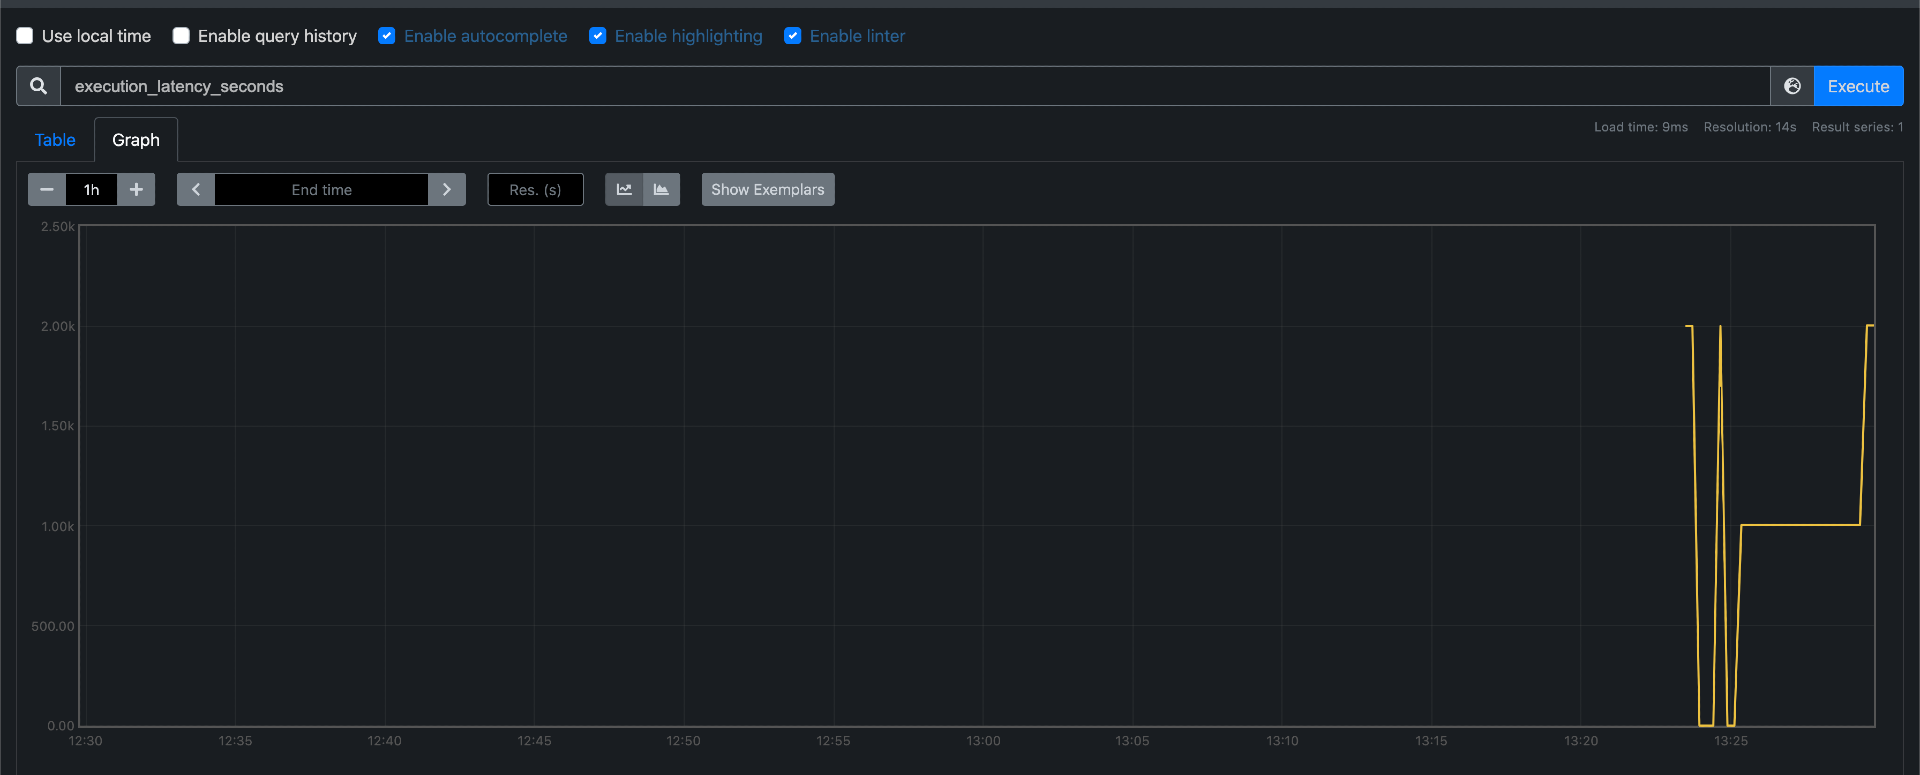 Use local time Enable query history Enable autocomplete Enable highlighting Enable linter
execution_latency_seconds Execute
Load time: 9ms Resolution: 14s Result series: 1
Table Graph
1h End time Res. (s) Show Exemplars
2.50k
2.00k
1.50k
1.00k
500.00
0.00
12:30 12:35 12:40 12:45 12:50 12:55 13:00 13:05 13:10 13:15 13:20 13:25